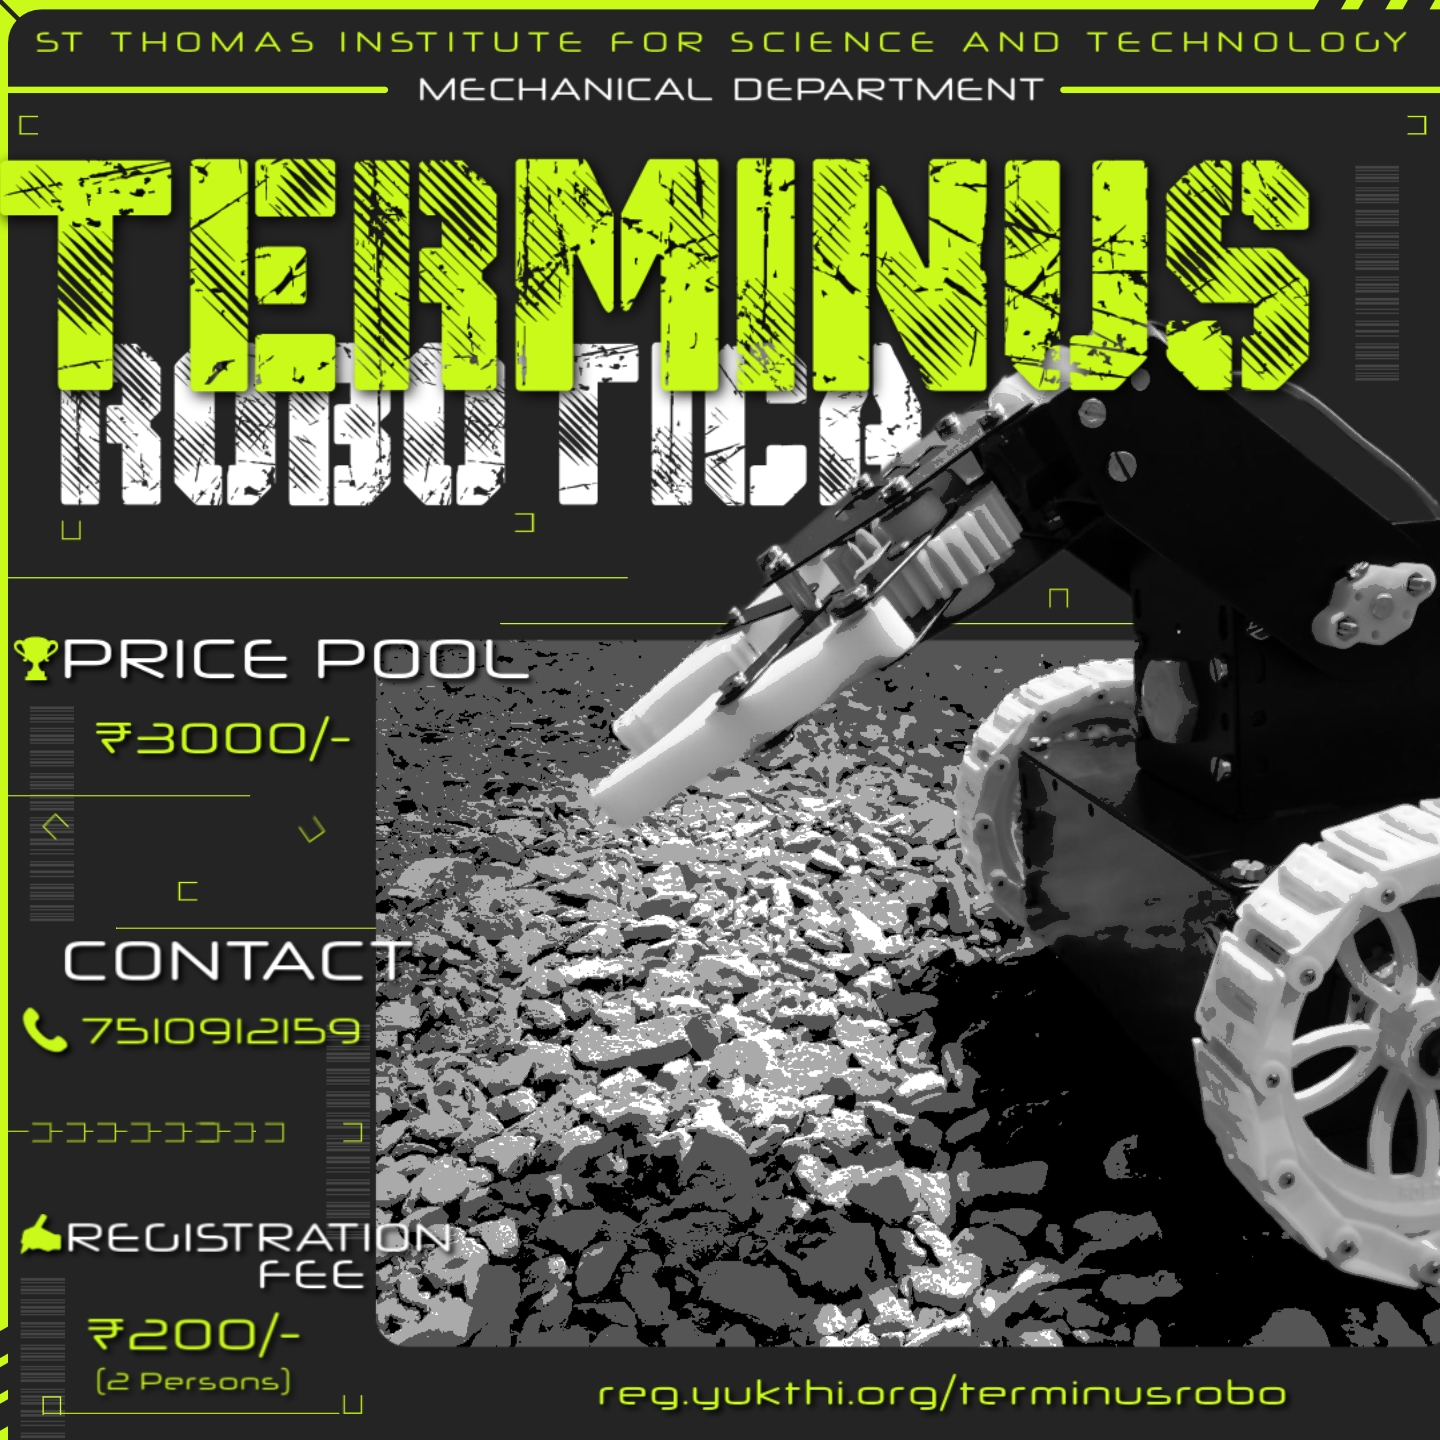 ST THOMAS INSTITUTE FOR SCIENCE AND TECHNOLOGY
MECHANICAL DEPARTMENT
TERMINUS
ROBOTICA
PRICE POOL
₹3000/-
CONTACT
7510912159
REGISTRATION
FEE
₹200/-
(2 Persons)
reg.yukthi.org/terminusrobo